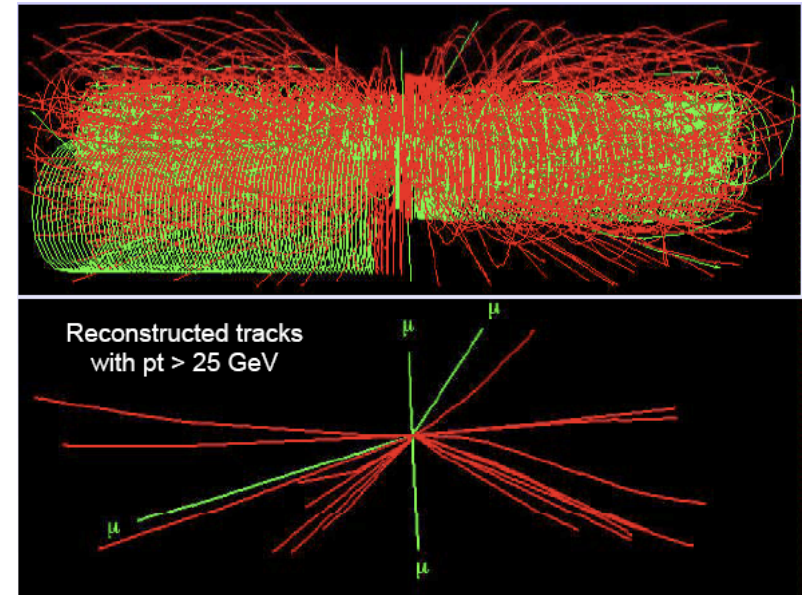 μ
μ
Reconstructed tracks
with pt > 25 GeV
μ
μ